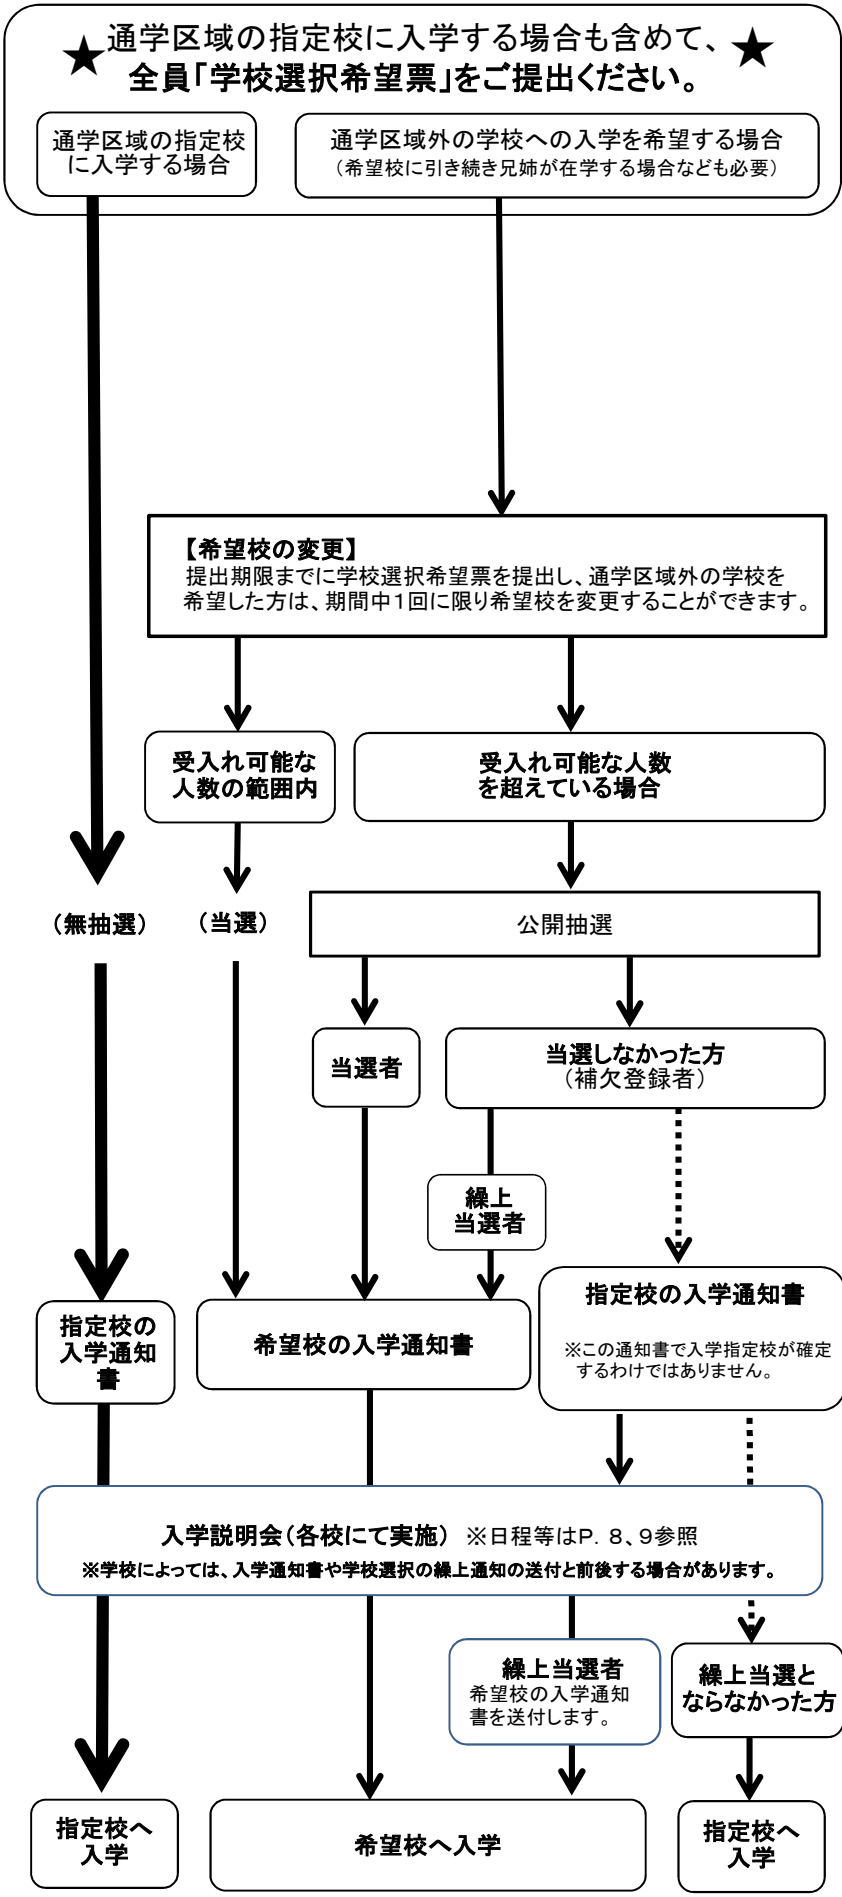 ★通学区域の指定校に入学する場合も含めて、★
全員「学校選択希望票」をご提出ください。
通学区域の指定校
に入学する場合
通学区域外の学校への入学を希望する場合
（希望校に引き続き兄姉が在学する場合なども必要）
【希望校の変更】
提出期限までに学校選択希望票を提出し、通学区域外の学校を
希望した方は、期間中１回に限り希望校を変更することができます。
受入れ可能な
人数の範囲内
受入れ可能な人数
を超えている場合
（無抽選）
（当選）
公開抽選
当選者
当選しなかった方
（補欠登録者）
繰上
当選者
指定校の
入学通知
書
希望校の入学通知書
指定校の入学通知書
※この通知書で入学指定校が確定
するわけではありません。
入学説明会（各校にて実施） ※日程等はＰ．８、９参照
※学校によっては、入学通知書や学校選択の繰上通知の送付と前後する場合があります。
繰上当選者
希望校の入学通知
書を送付します。
繰上当選と
ならなかった方
指定校へ
入学
希望校へ入学
指定校へ
入学